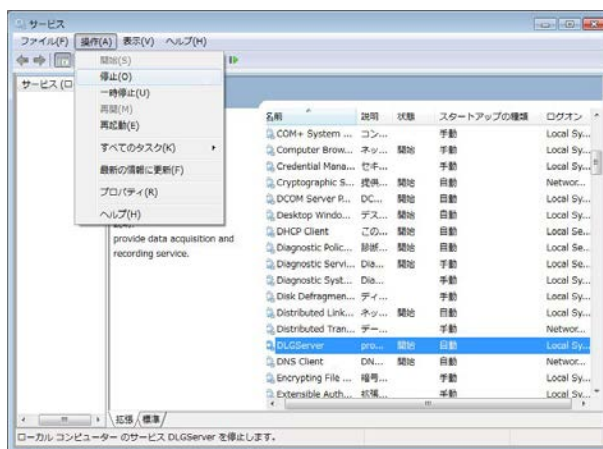 サービス
ファイル(F) 操作(A) 表示(V) ヘルプ(H)
開始(S)
停止(O)
一時停止(U)
再開(M)
再起動(E)
すべてのタスク(K)
最新の情報に更新(F)
プロパティ(R)
ヘルプ(H)
サービス (ロ
provide data acquisition and
recording service.
名前 説明 状態 スタートアップの種類 ログオン
COM+ System ... コン... 手動 Local Sy...
Computer Brow... ネッ... 開始 手動 Local Sy...
Credential Mana... セキ... 手動 Local Sy...
Cryptographic S... 提供... 開始 自動 Networ...
DCOM Server P... DC... 開始 自動 Local Sy...
Desktop Windo... デス... 開始 自動 Local Sy...
DHCP Client この... 開始 自動 Local Se...
Diagnostic Polic... 診断... 開始 自動 Local Se...
Diagnostic Servi... Dia... 開始 手動 Local Se...
Diagnostic Syst... Dia... 手動 Local Sy...
Disk Defragmen... ディ... 手動 Local Sy...
Distributed Link... ネッ... 開始 自動 Local Sy...
Distributed Tran... デー... 手動 Networ...
DLGServer pro... 開始 自動 Local Sy...
DNS Client DN... 開始 自動 Networ...
Encrypting File ... 暗号... 手動 Local Sy...
Extensible Auth... 拡張... 手動 Local Sy...
拡張 標準
ローカル コンピューター のサービス DLGServer を停止します。